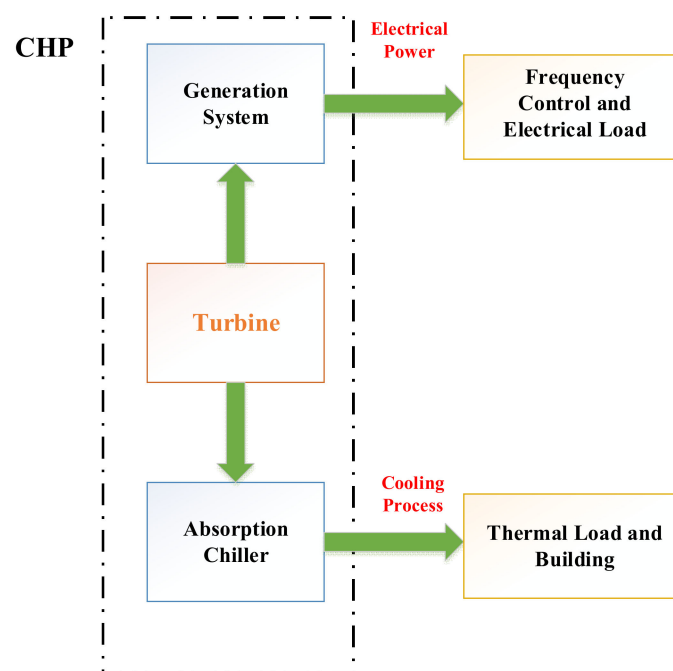 CHP
Electrical
Power
Generation
System
Frequency
Control and
Electrical Load
Turbine
Cooling
Process
Absorption
Chiller
Thermal Load and
Building